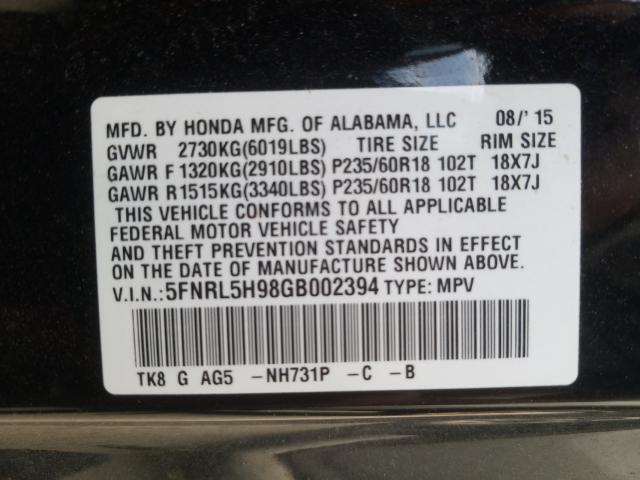 MFD. BY HONDA MFG. OF ALABAMA, LLC 08/'15
GVWR 2730KG(6019LBS) TIRE SIZE RIM SIZE
GAWR F 1320KG(2910LBS) P235/60R18 102T 18X7J
GAWR R1515KG(3340LBS) P235/60R18 102T 18X7J
THIS VEHICLE CONFORMS TO ALL APPLICABLE
FEDERAL MOTOR VEHICLE SAFETY
AND THEFT PREVENTION STANDARDS IN EFFECT
ON THE DATE OF MANUFACTURE SHOWN ABOVE.
V.I.N.:5FNRL5H98GB002394 TYPE: MPV
TK8 G AG5 -NH731P -C -B